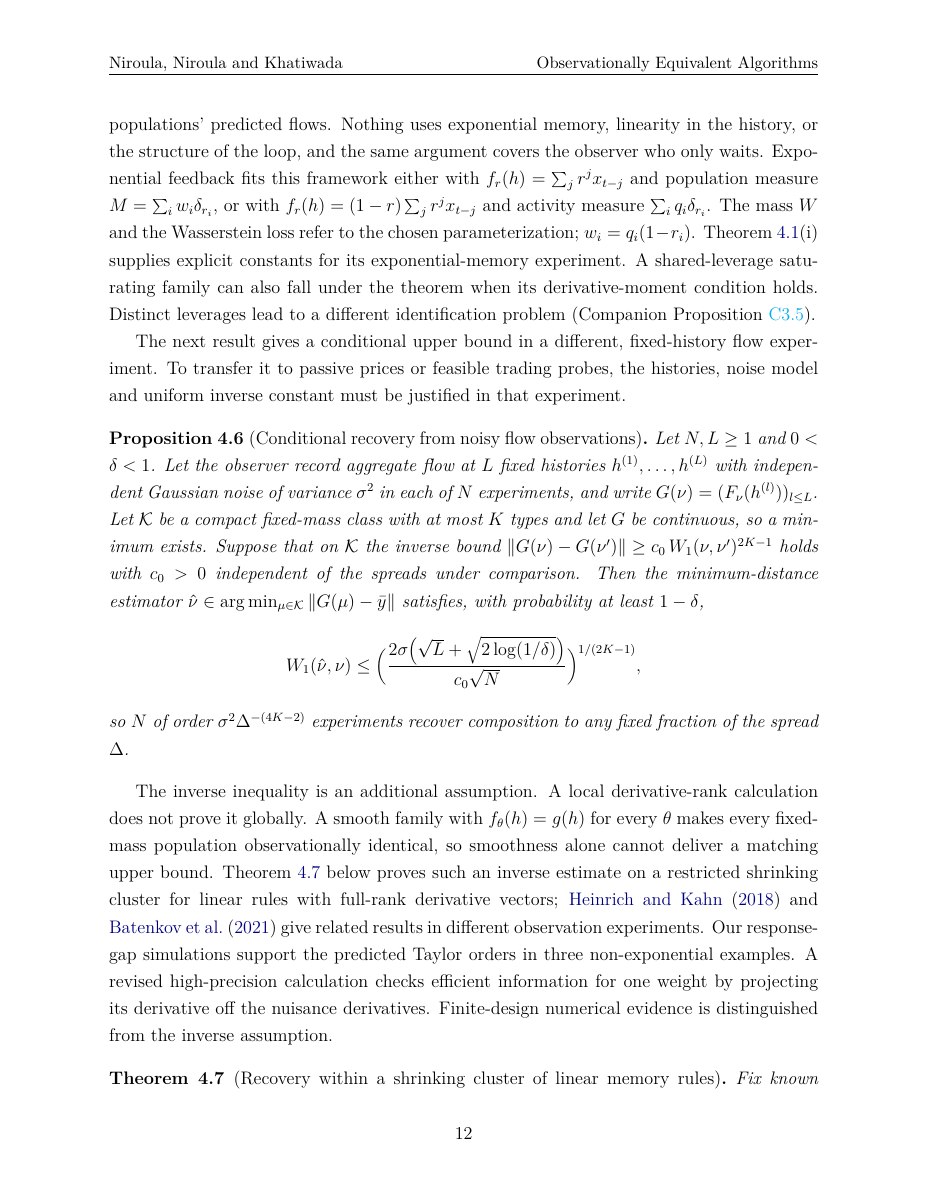 Niroula, Niroula and Khatiwada Observationally Equivalent Algorithms
populations’ predicted flows. Nothing uses exponential memory, linearity in the history, or
the structure of the loop, and the same argument covers the observer who only waits. Expo-
nential feedback fits this framework either with f_r(h) = ∑_j r^j x_{t−j} and population measure
M = ∑_i w_i δ_{r_i}, or with f_r(h) = (1 − r) ∑_j r^j x_{t−j} and activity measure ∑_i q_i δ_{r_i}. The mass W
and the Wasserstein loss refer to the chosen parameterization; w_i = q_i(1−r_i). Theorem 4.1(i)
supplies explicit constants for its exponential-memory experiment. A shared-leverage satu-
rating family can also fall under the theorem when its derivative-moment condition holds.
Distinct leverages lead to a different identification problem (Companion Proposition C3.5).
The next result gives a conditional upper bound in a different, fixed-history flow exper-
iment. To transfer it to passive prices or feasible trading probes, the histories, noise model
and uniform inverse constant must be justified in that experiment.
Proposition 4.6 (Conditional recovery from noisy flow observations). Let N, L ≥ 1 and 0 <
δ < 1. Let the observer record aggregate flow at L fixed histories h^{(1)}, . . . , h^{(L)} with indepen-
dent Gaussian noise of variance σ² in each of N experiments, and write G(ν) = (F_ν(h^{(l)}))_{l≤L}.
Let 𝒦 be a compact fixed-mass class with at most K types and let G be continuous, so a min-
imum exists. Suppose that on 𝒦 the inverse bound ‖G(ν) − G(ν′)‖ ≥ c_0 W_1(ν, ν′)^{2K−1} holds
with c_0 > 0 independent of the spreads under comparison. Then the minimum-distance
estimator ν̂ ∈ arg min_{μ∈𝒦} ‖G(μ) − ȳ‖ satisfies, with probability at least 1 − δ,
W_1(ν̂, ν) ≤ ( 2σ(√L + √(2 log(1/δ))) / (c_0 √N) )^{1/(2K−1)},
so N of order σ²Δ^{−(4K−2)} experiments recover composition to any fixed fraction of the spread
Δ.
The inverse inequality is an additional assumption. A local derivative-rank calculation
does not prove it globally. A smooth family with f_θ(h) = g(h) for every θ makes every fixed-
mass population observationally identical, so smoothness alone cannot deliver a matching
upper bound. Theorem 4.7 below proves such an inverse estimate on a restricted shrinking
cluster for linear rules with full-rank derivative vectors; Heinrich and Kahn (2018) and
Batenkov et al. (2021) give related results in different observation experiments. Our response-
gap simulations support the predicted Taylor orders in three non-exponential examples. A
revised high-precision calculation checks efficient information for one weight by projecting
its derivative off the nuisance derivatives. Finite-design numerical evidence is distinguished
from the inverse assumption.
Theorem 4.7 (Recovery within a shrinking cluster of linear memory rules). Fix known
12